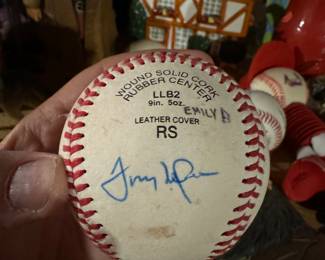 WOUND SOLID CORK
RUBBER CENTER
LLB2
9in. 5oz.
EMILY B
LEATHER COVER
RS